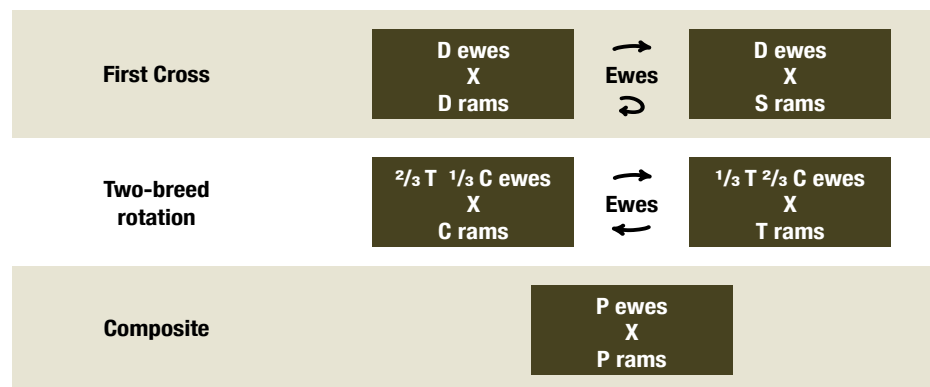 First Cross
D ewes
X
D rams
Ewes
D ewes
X
S rams
Two-breed
rotation
²/₃ T ¹/₃ C ewes
X
C rams
Ewes
¹/₃ T ²/₃ C ewes
X
T rams
Composite
P ewes
X
P rams